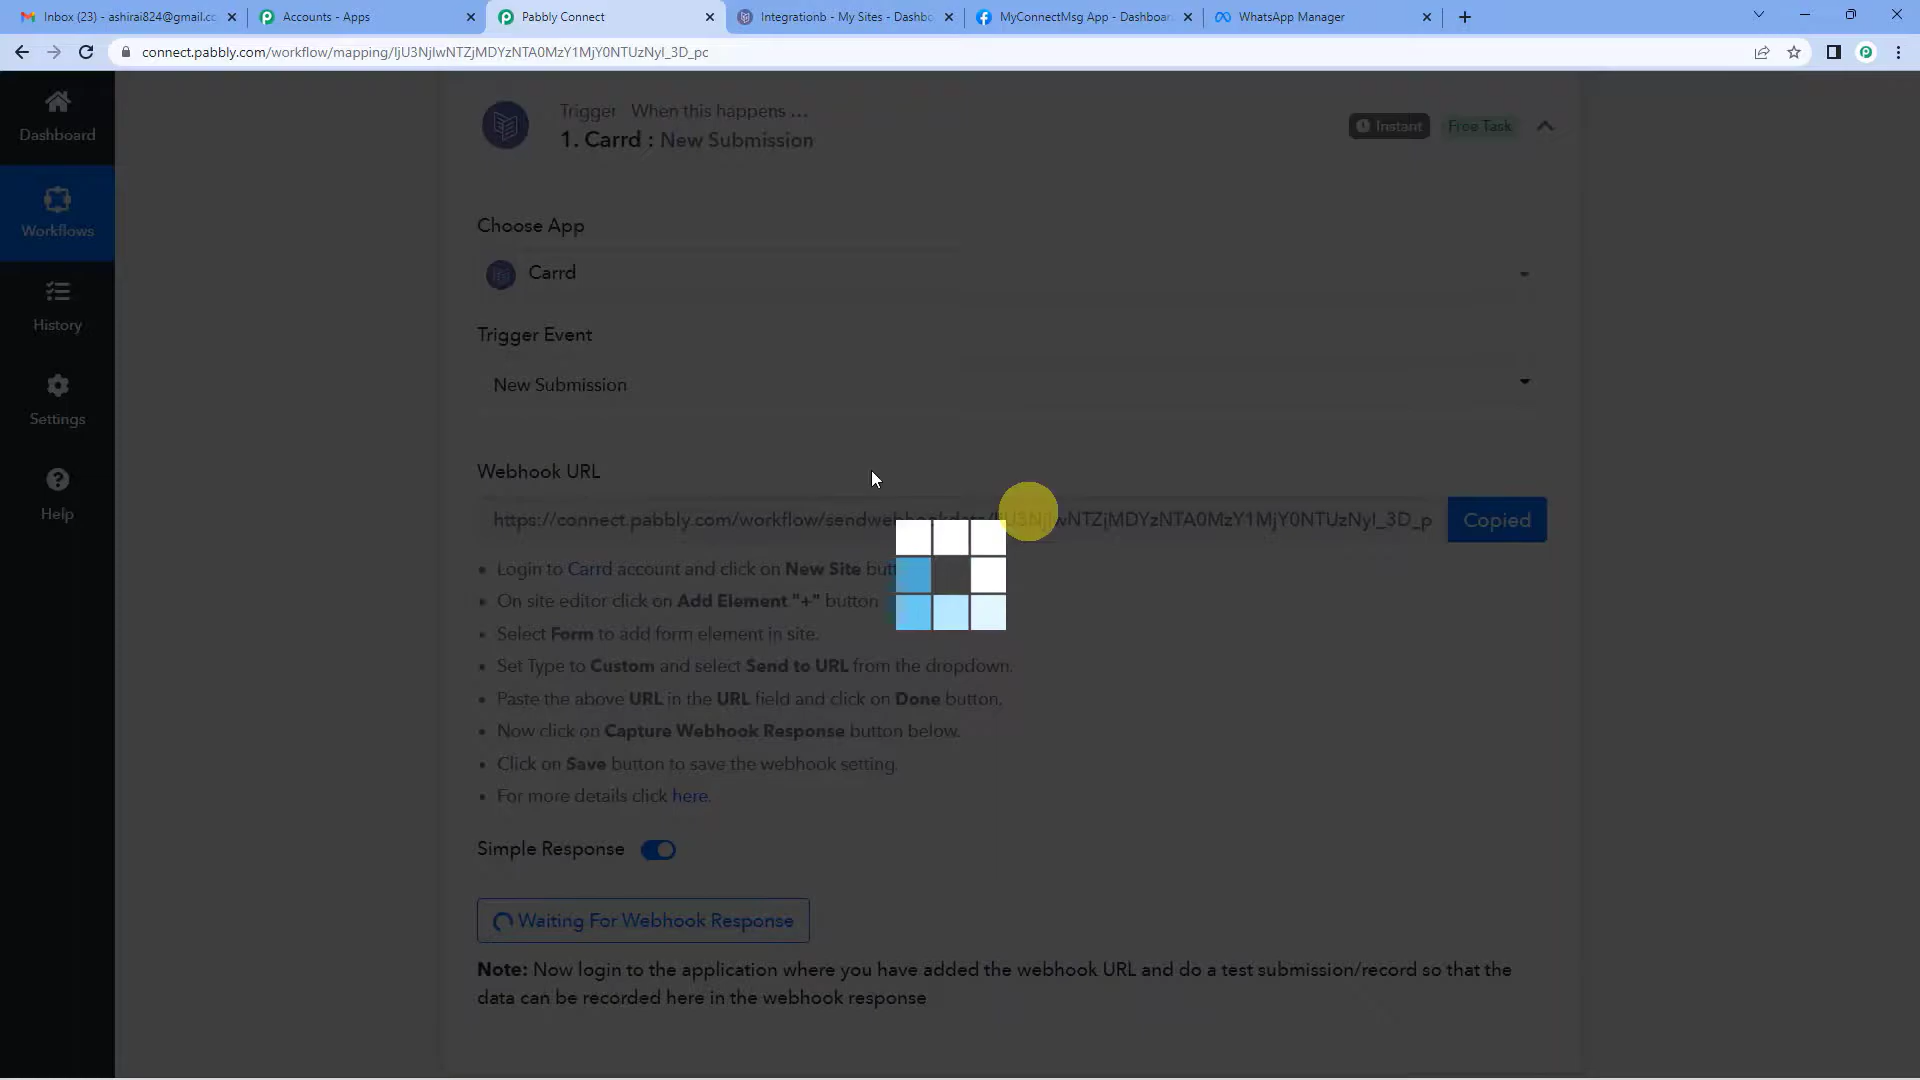 Inbox (23) - ashirai824@gmail.cc
Accounts - Apps
Pabbly Connect
Integrationb - My Sites - Dashbo
MyConnectMsg App - Dashboar
WhatsApp Manager
connect.pabbly.com/workflow/mapping/IjU3NjIwNTZjMDYzNTA0MzY1MjY0NTUzNyI_3D_pc
Dashboard
Workflows
History
Settings
Help
Trigger When this happens ...
1. Carrd : New Submission
Instant
Free Task
Choose App
Carrd
Trigger Event
New Submission
Webhook URL
https://connect.pabbly.com/workflow/sendwebhookdata/IjU3NjIwNTZjMDYzNTA0MzY1MjY0NTUzNyI_3D_p
Copied
Login to Carrd account and click on New Site butt
On site editor click on Add Element "+" button
Select Form to add form element in site.
Set Type to Custom and select Send to URL from the dropdown.
Paste the above URL in the URL field and click on Done button.
Now click on Capture Webhook Response button below.
Click on Save button to save the webhook setting.
For more details click here.
Simple Response
Waiting For Webhook Response
Note: Now login to the application where you have added the webhook URL and do a test submission/record so that the
data can be recorded here in the webhook response